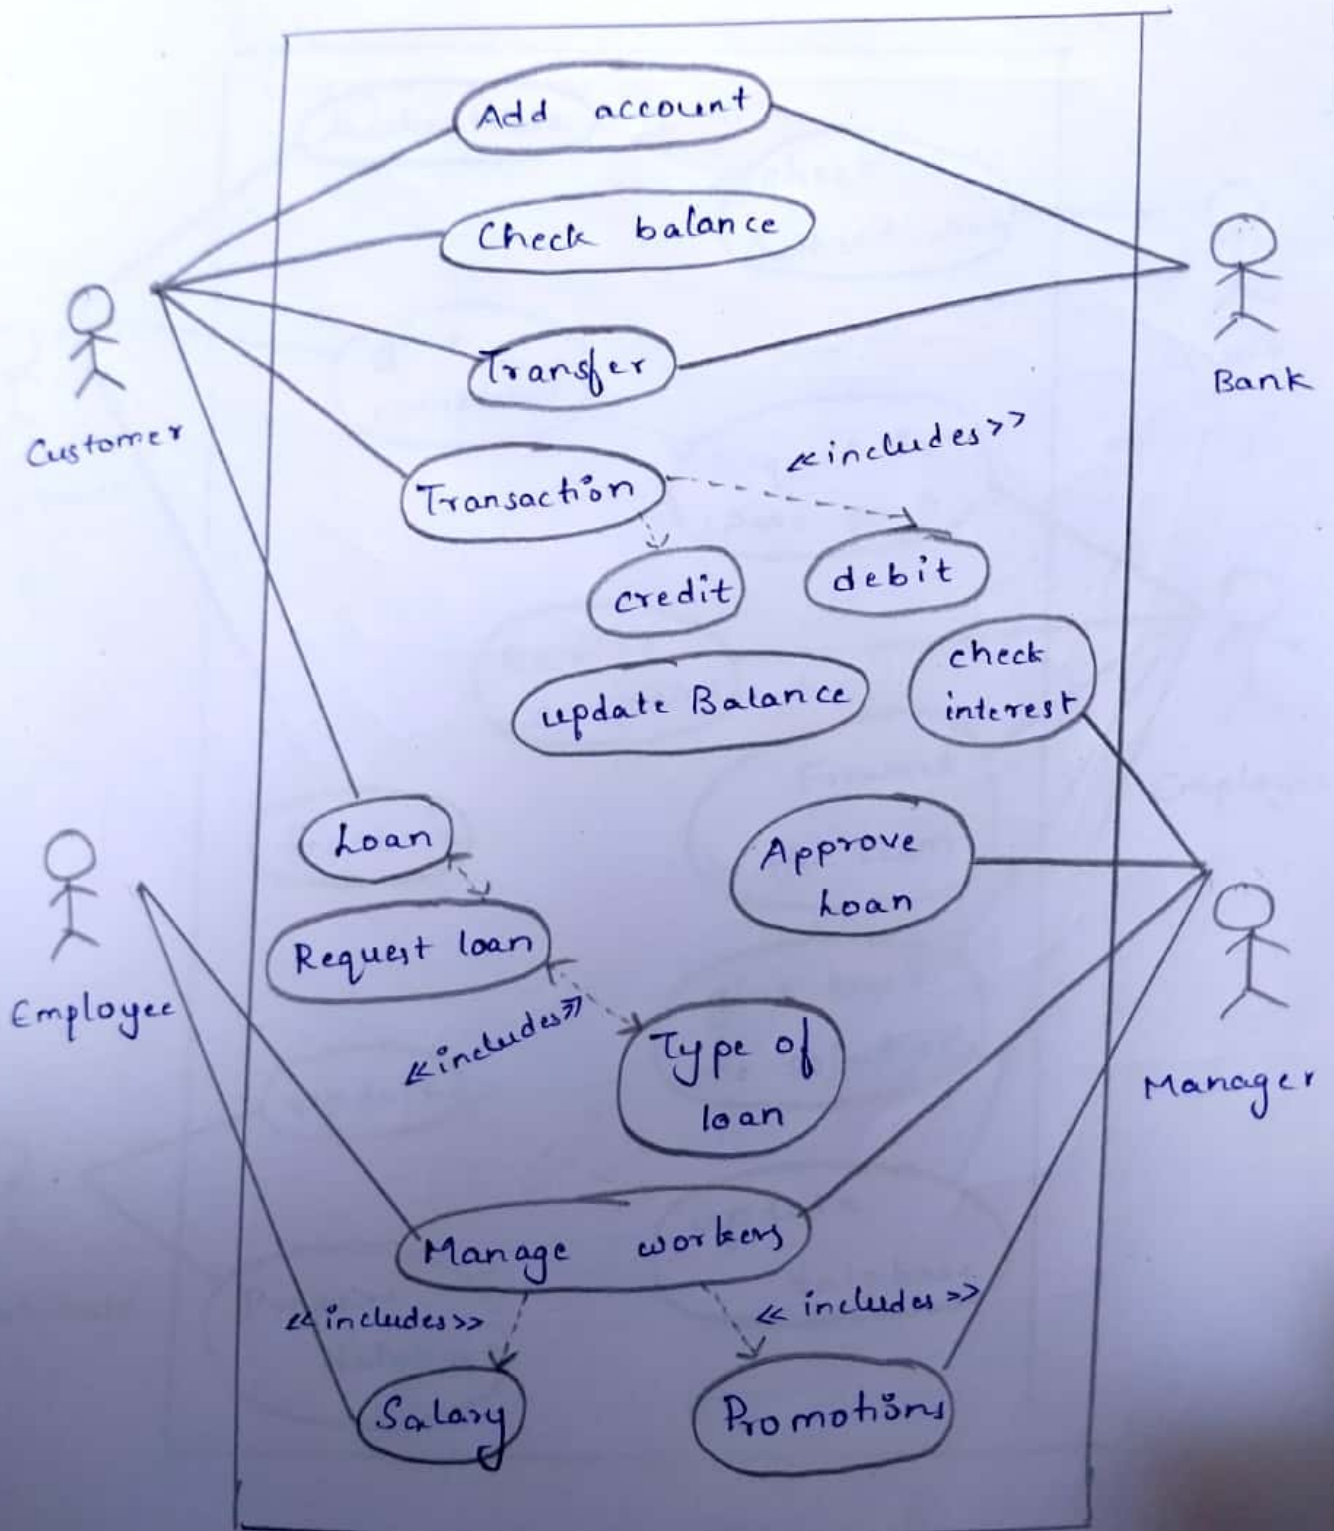 Add account
Check balance
Bank
Transfer
Customer
<<includes>>
Transaction
debit
credit
check
interest
update Balance
Loan
Approve
Loan
Request loan
Employee
<<includes>>
Type of
loan
Manager
Manage workers
<<includes>>
<<includes>>
Salary
Promotions